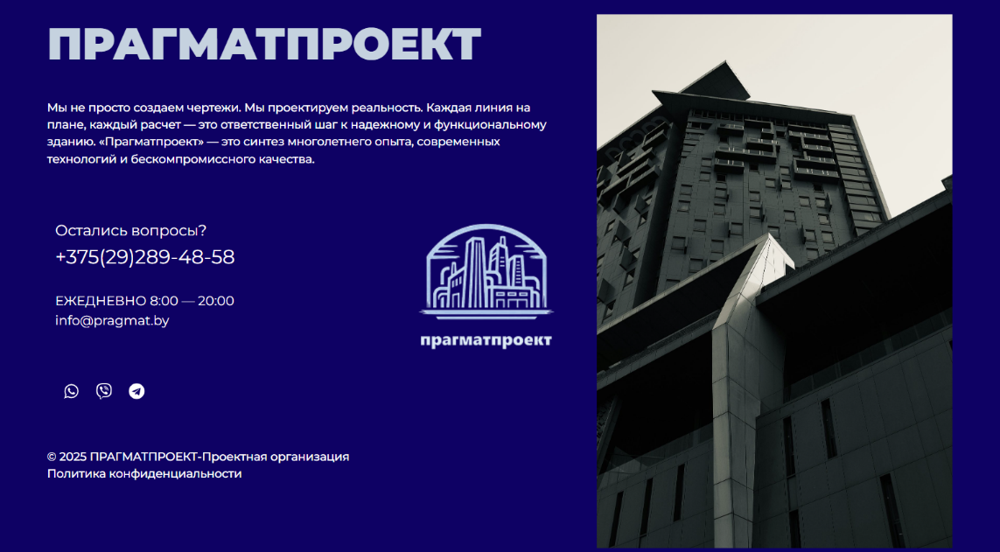 ПРАГМАТПРОЕКТ
Мы не просто создаем чертежи. Мы проектируем реальность. Каждая линия на
плане, каждый расчет — это ответственный шаг к надежному и функциональному
зданию. «Прагматпроект» — это синтез многолетнего опыта, современных
технологий и бескомпромиссного качества.
Остались вопросы?
+375(29)289-48-58
ЕЖЕДНЕВНО 8:00 — 20:00
info@pragmat.by
прагматпроект
© 2025 ПРАГМАТПРОЕКТ-Проектная организация
Политика конфиденциальности